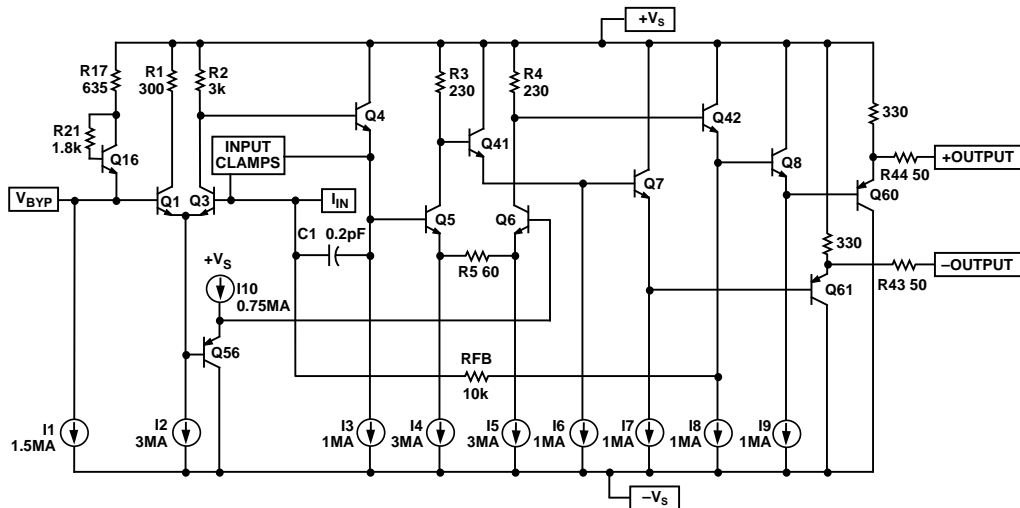 +VS
R17
635
R1
300
R2
3k
R3
230
R4
230
330
Q4
Q42
R21
1.8k
Q16
INPUT
CLAMPS
Q41
Q8
+OUTPUT
R44 50
Q60
VBYP
Q1
Q3
IIN
Q5
Q6
Q7
C1 0.2pF
330
+VS
R5 60
–OUTPUT
R43 50
I10
0.75MA
Q61
Q56
RFB
10k
I1
1.5MA
I2
3MA
I3
1MA
I4
3MA
I5
3MA
I6
1MA
I7
1MA
I8
1MA
I9
1MA
–VS